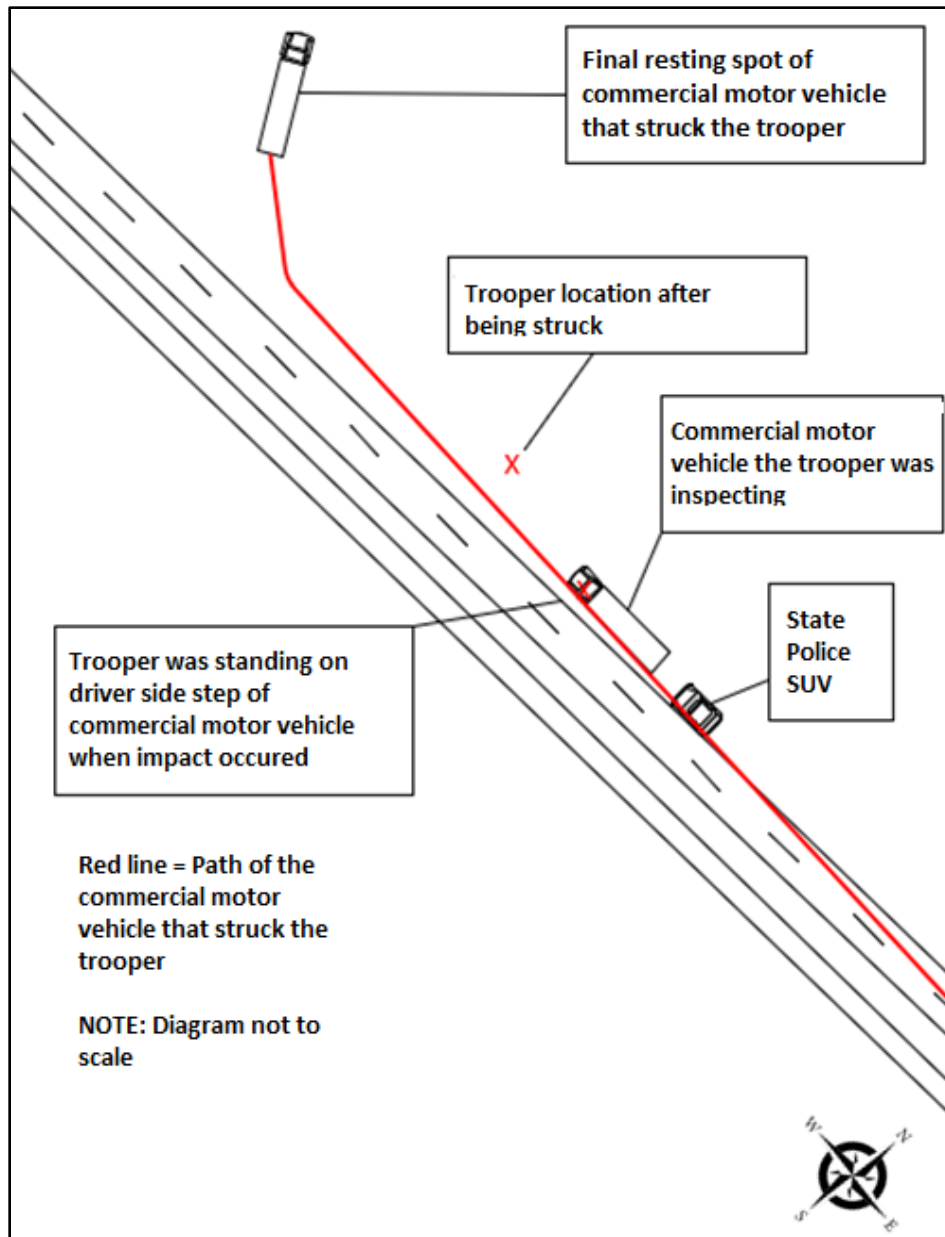 Final resting spot of
commercial motor vehicle
that struck the trooper
Trooper location after
being struck
X
Commercial motor
vehicle the trooper was
inspecting
State
Police
SUV
Trooper was standing on
driver side step of
commercial motor vehicle
when impact occured
Red line = Path of the
commercial motor
vehicle that struck the
trooper
NOTE: Diagram not to
scale
W
N
S
E